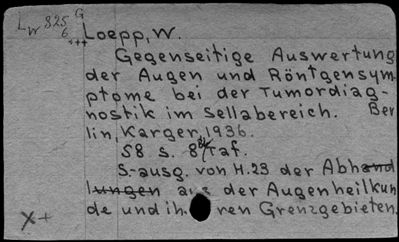 Lw 825 G
6
+++ Loepp, W.
Gegenseitige Auswertung
der Augen und Röntgensym
ptome bei der Tumordiag-
nostik im Sellabereich. Ber
lin, Karger, 1936.
58 s. 8 Taf.
S.-ausg. von H.23 der Abhand
lungen aus der Augenheilkun
de und ih ren Grenzgebieten.
X+